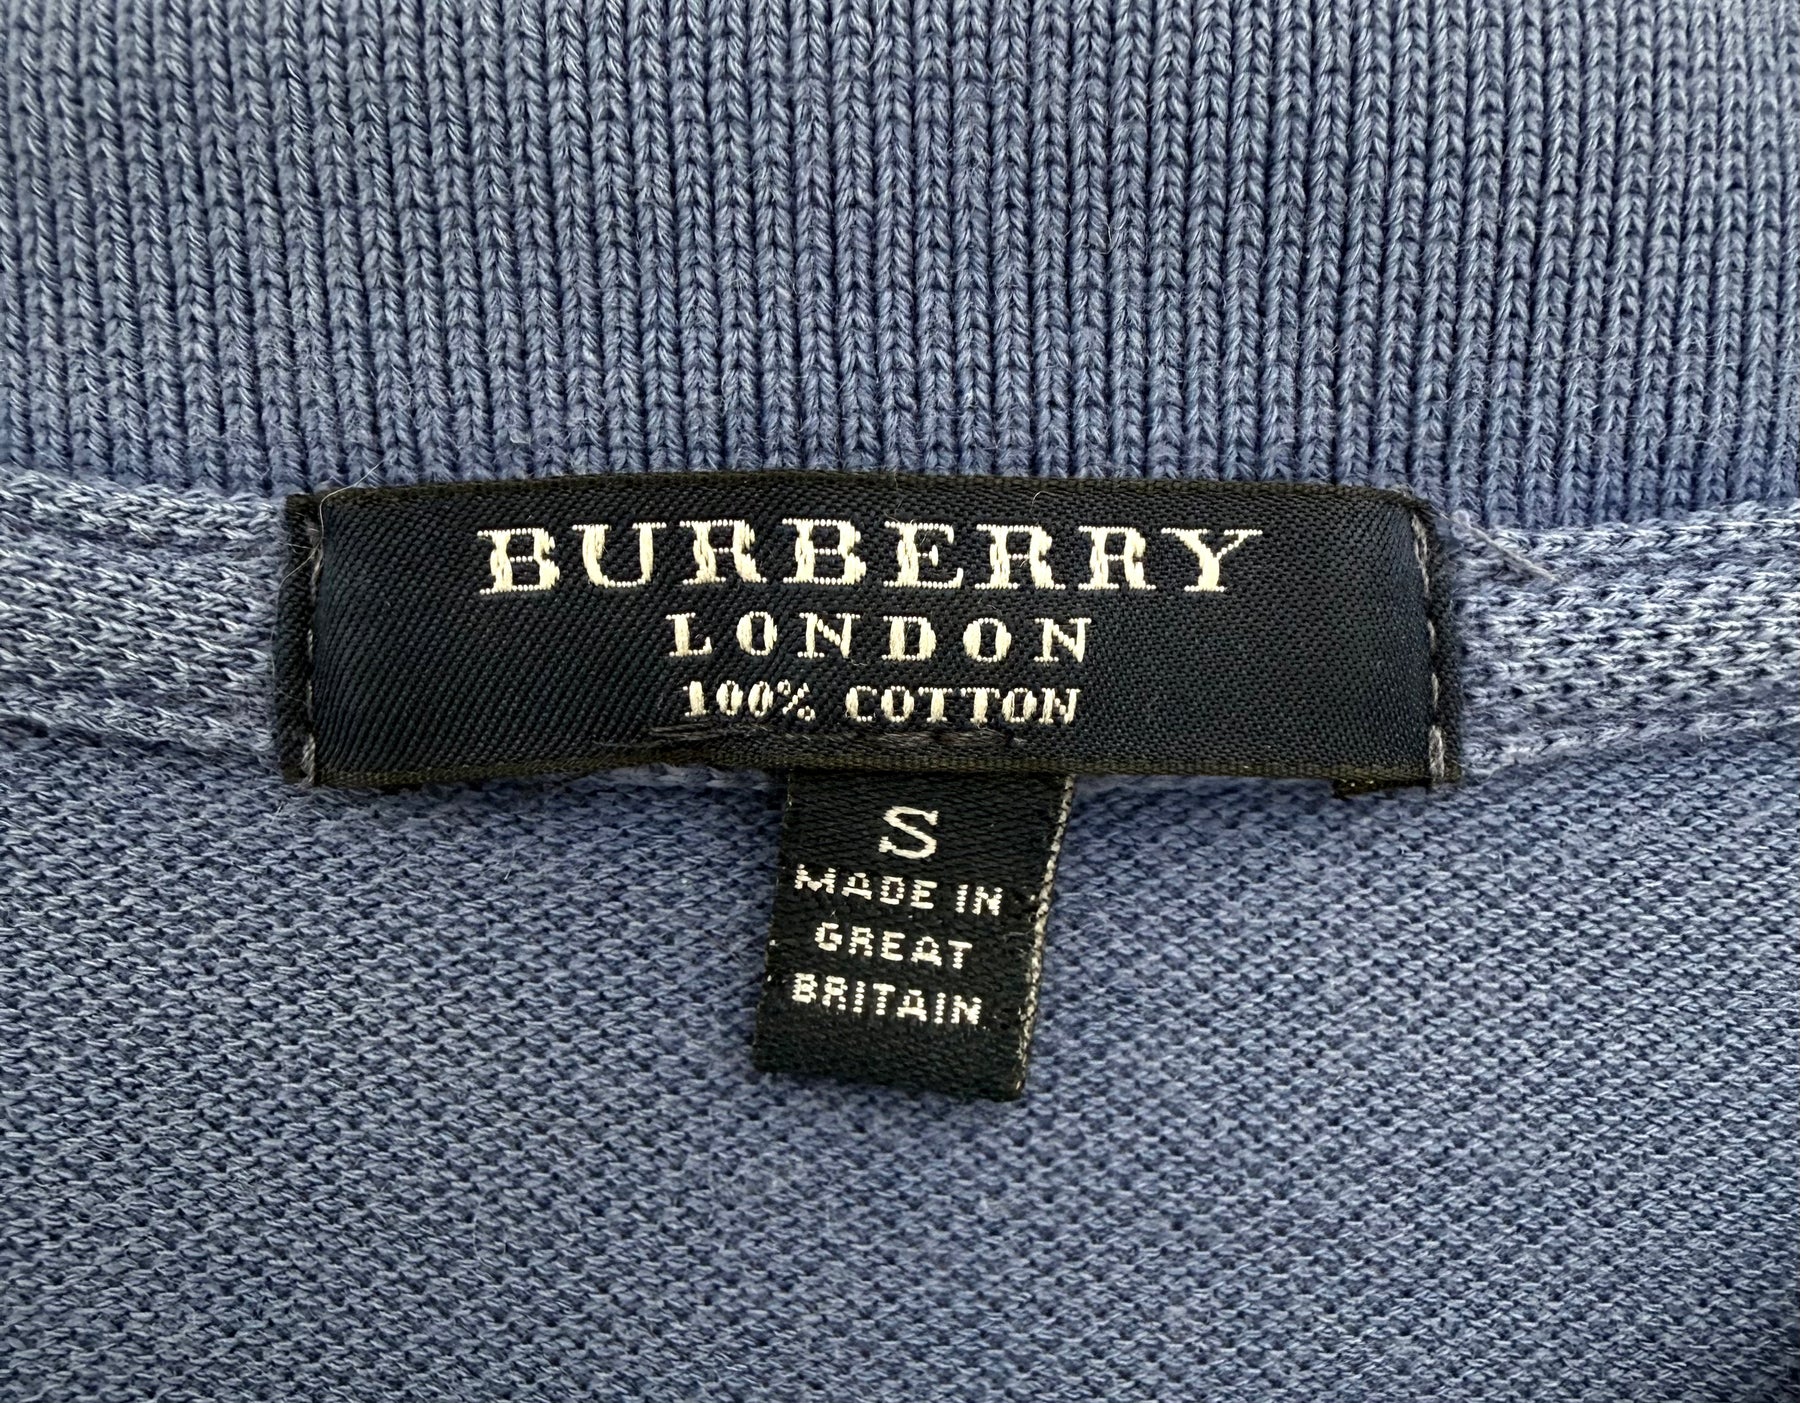 BURBERRY
LONDON
100% COTTON
S
MADE IN
GREAT
BRITAIN